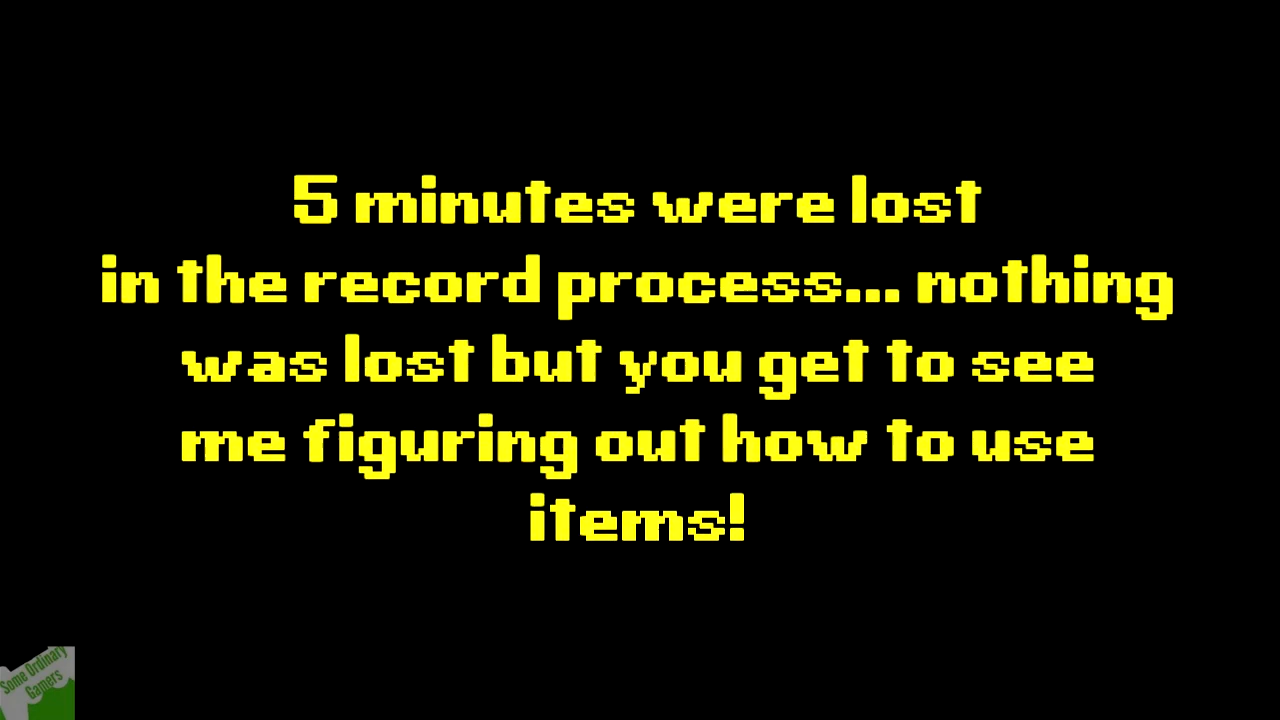 5 minutes were lost
in the record process... nothing
was lost but you get to see
me figuring out how to use
items!
Some Ordinary
Gamers